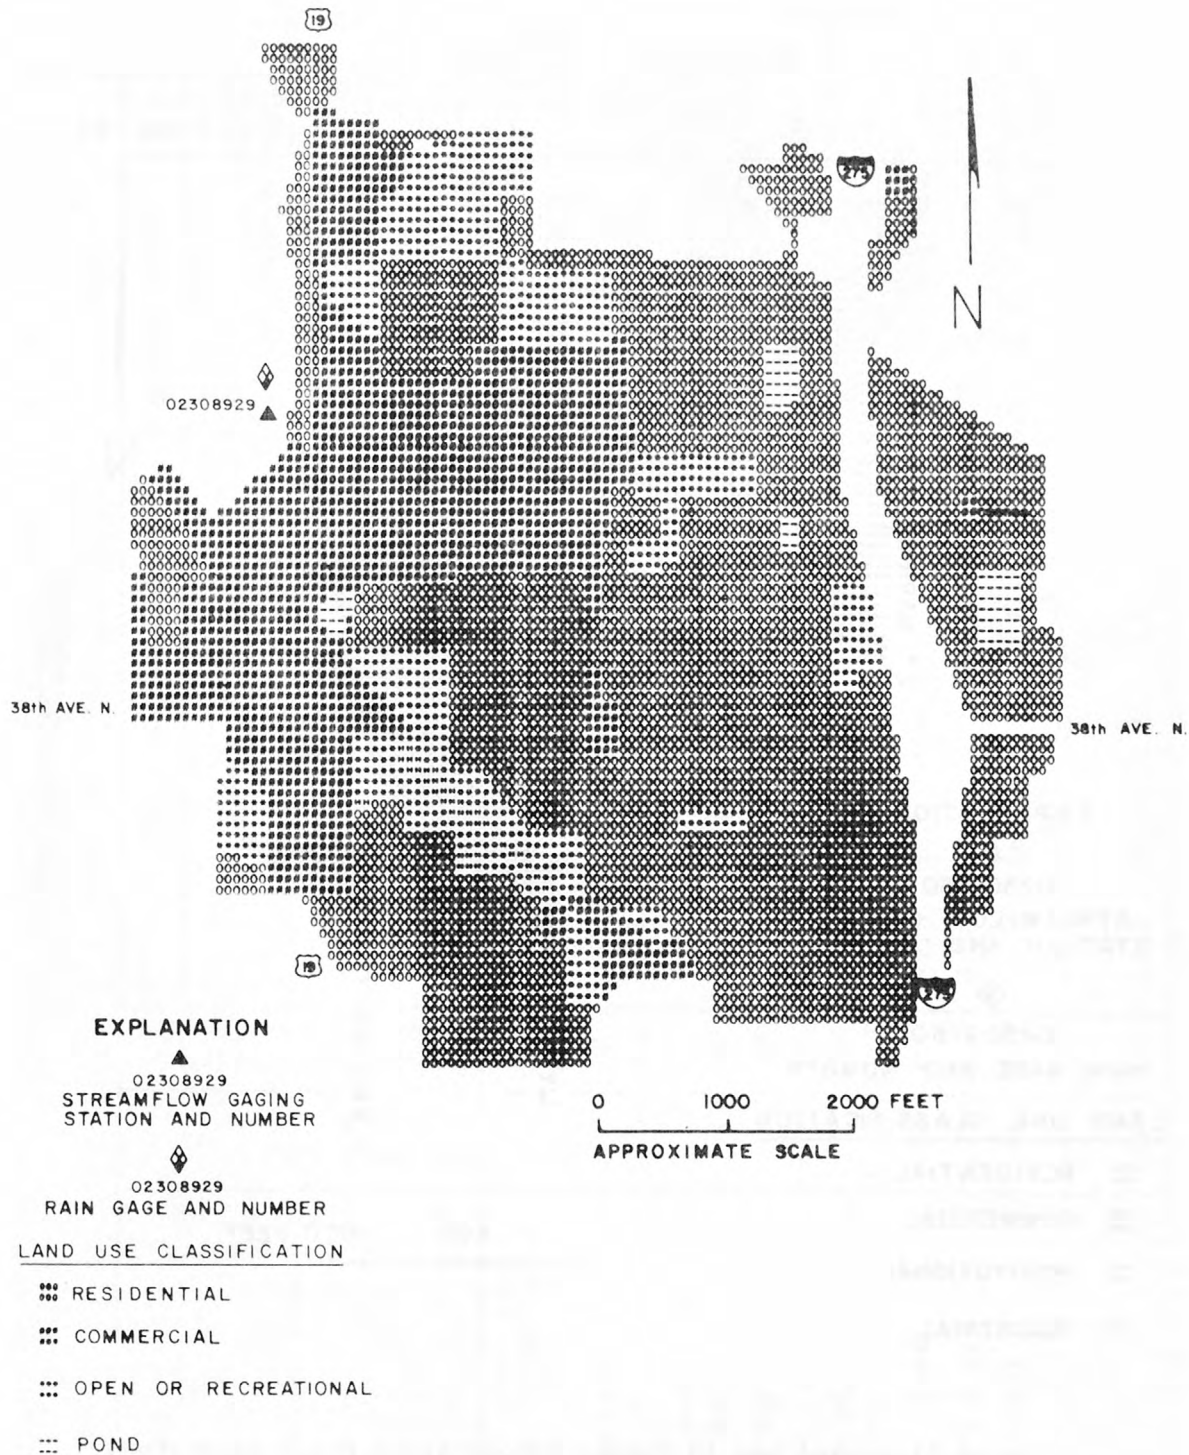 19
275
02308929
38th AVE. N.
38th AVE. N.
19
275
EXPLANATION
02308929
STREAMFLOW GAGING
STATION AND NUMBER
02308929
RAIN GAGE AND NUMBER
LAND USE CLASSIFICATION
RESIDENTIAL
COMMERCIAL
OPEN OR RECREATIONAL
POND
N
0 1000 2000 FEET
APPROXIMATE SCALE